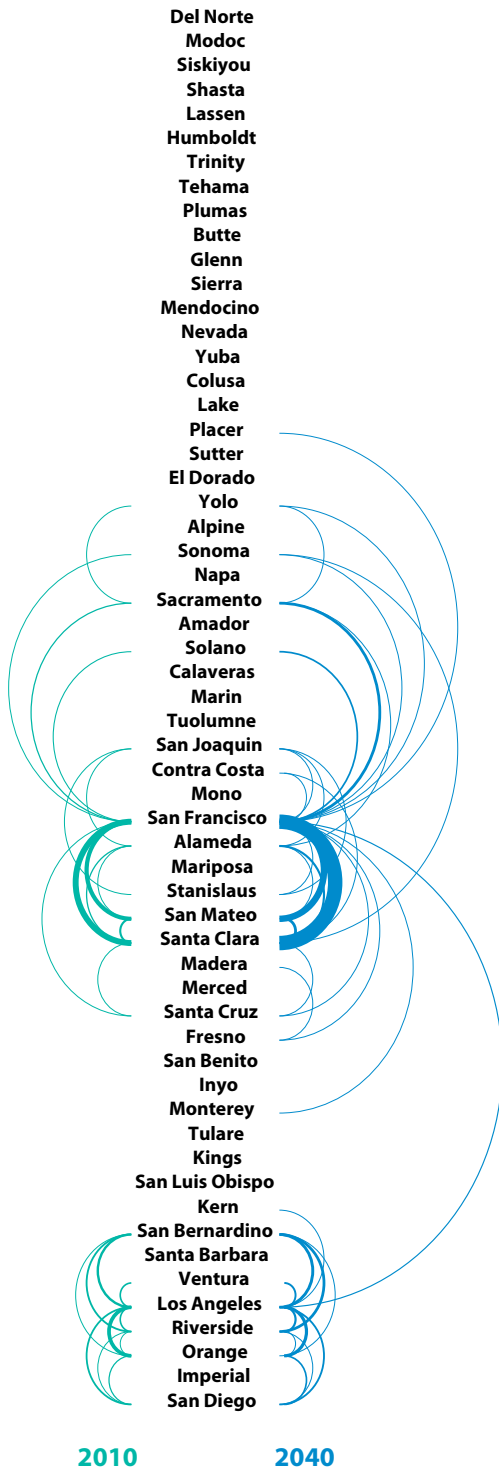 Del Norte
Modoc
Siskiyou
Shasta
Lassen
Humboldt
Trinity
Tehama
Plumas
Butte
Glenn
Sierra
Mendocino
Nevada
Yuba
Colusa
Lake
Placer
Sutter
El Dorado
Yolo
Alpine
Sonoma
Napa
Sacramento
Amador
Solano
Calaveras
Marin
Tuolumne
San Joaquin
Contra Costa
Mono
San Francisco
Alameda
Mariposa
Stanislaus
San Mateo
Santa Clara
Madera
Merced
Santa Cruz
Fresno
San Benito
Inyo
Monterey
Tulare
Kings
San Luis Obispo
Kern
San Bernardino
Santa Barbara
Ventura
Los Angeles
Riverside
Orange
Imperial
San Diego
2010 2040